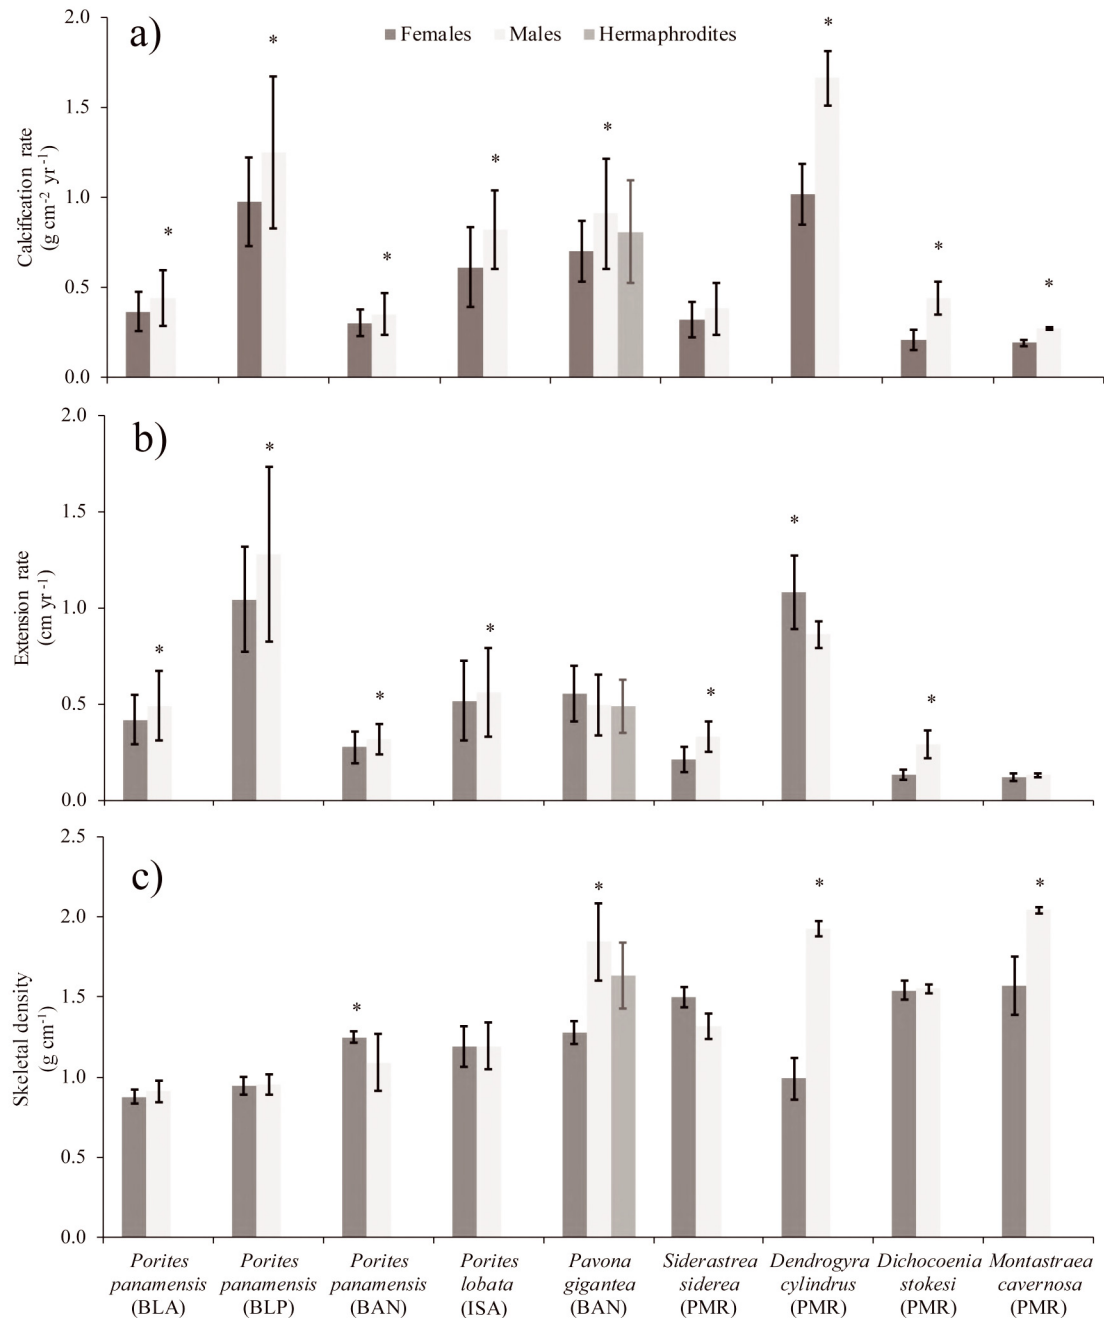 a)
Females Males Hermaphrodites
Calcification rate
(g cm-2 yr-1)
2.0
1.5
1.0
0.5
0.0
* * * * * * * *
b)
Extension rate
(cm yr-1)
2.0
1.5
1.0
0.5
0.0
* * * * * * *
c)
Skeletal density
(g cm-1)
2.5
2.0
1.5
1.0
0.5
0.0
* * * *
Porites Porites Porites Porites Pavona Siderastrea Dendrogyra Dichocoenia Montastraea
panamensis panamensis panamensis lobata gigantea siderea cylindrus stokesi cavernosa
(BLA) (BLP) (BAN) (ISA) (BAN) (PMR) (PMR) (PMR) (PMR)